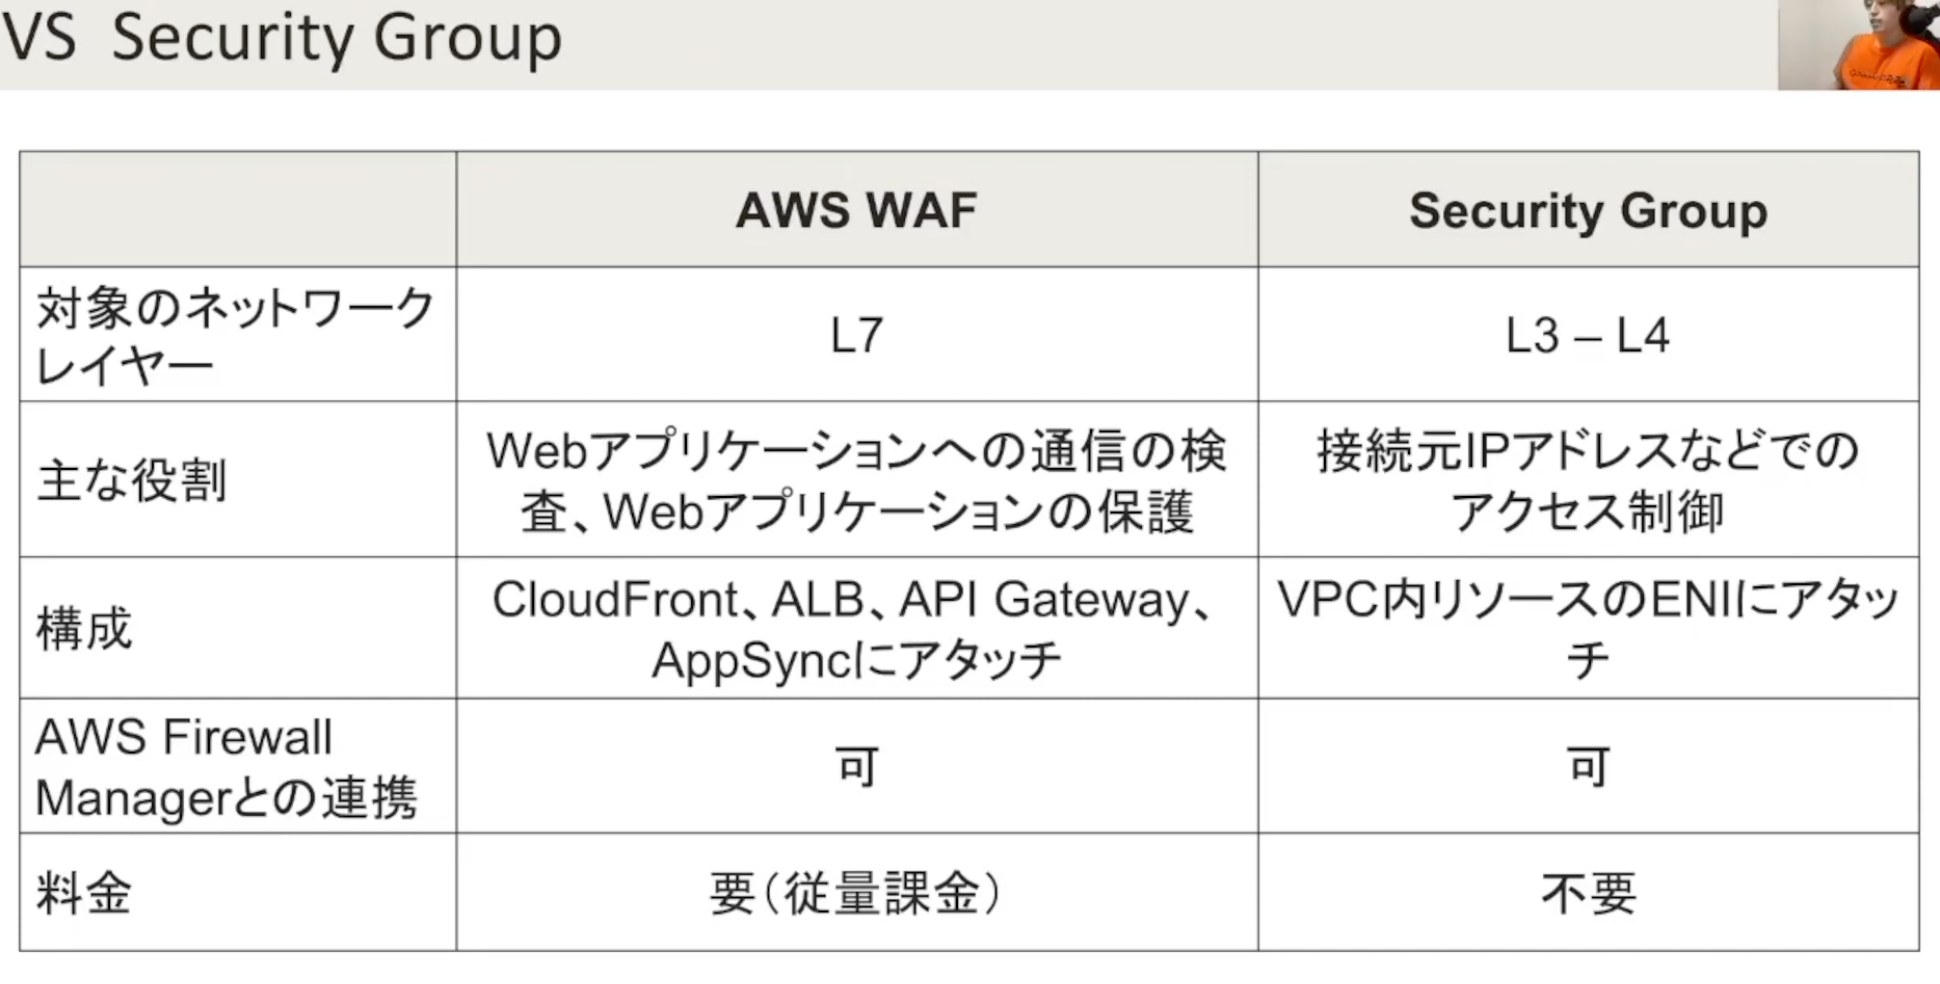 VS Security Group
AWS WAF
Security Group
対象のネットワーク
レイヤー
L7
L3 – L4
主な役割
Webアプリケーションへの通信の検
査、Webアプリケーションの保護
接続元IPアドレスなどでの
アクセス制御
構成
CloudFront、ALB、API Gateway、
AppSyncにアタッチ
VPC内リソースのENIにアタッ
チ
AWS Firewall
Managerとの連携
可
可
料金
要（従量課金）
不要